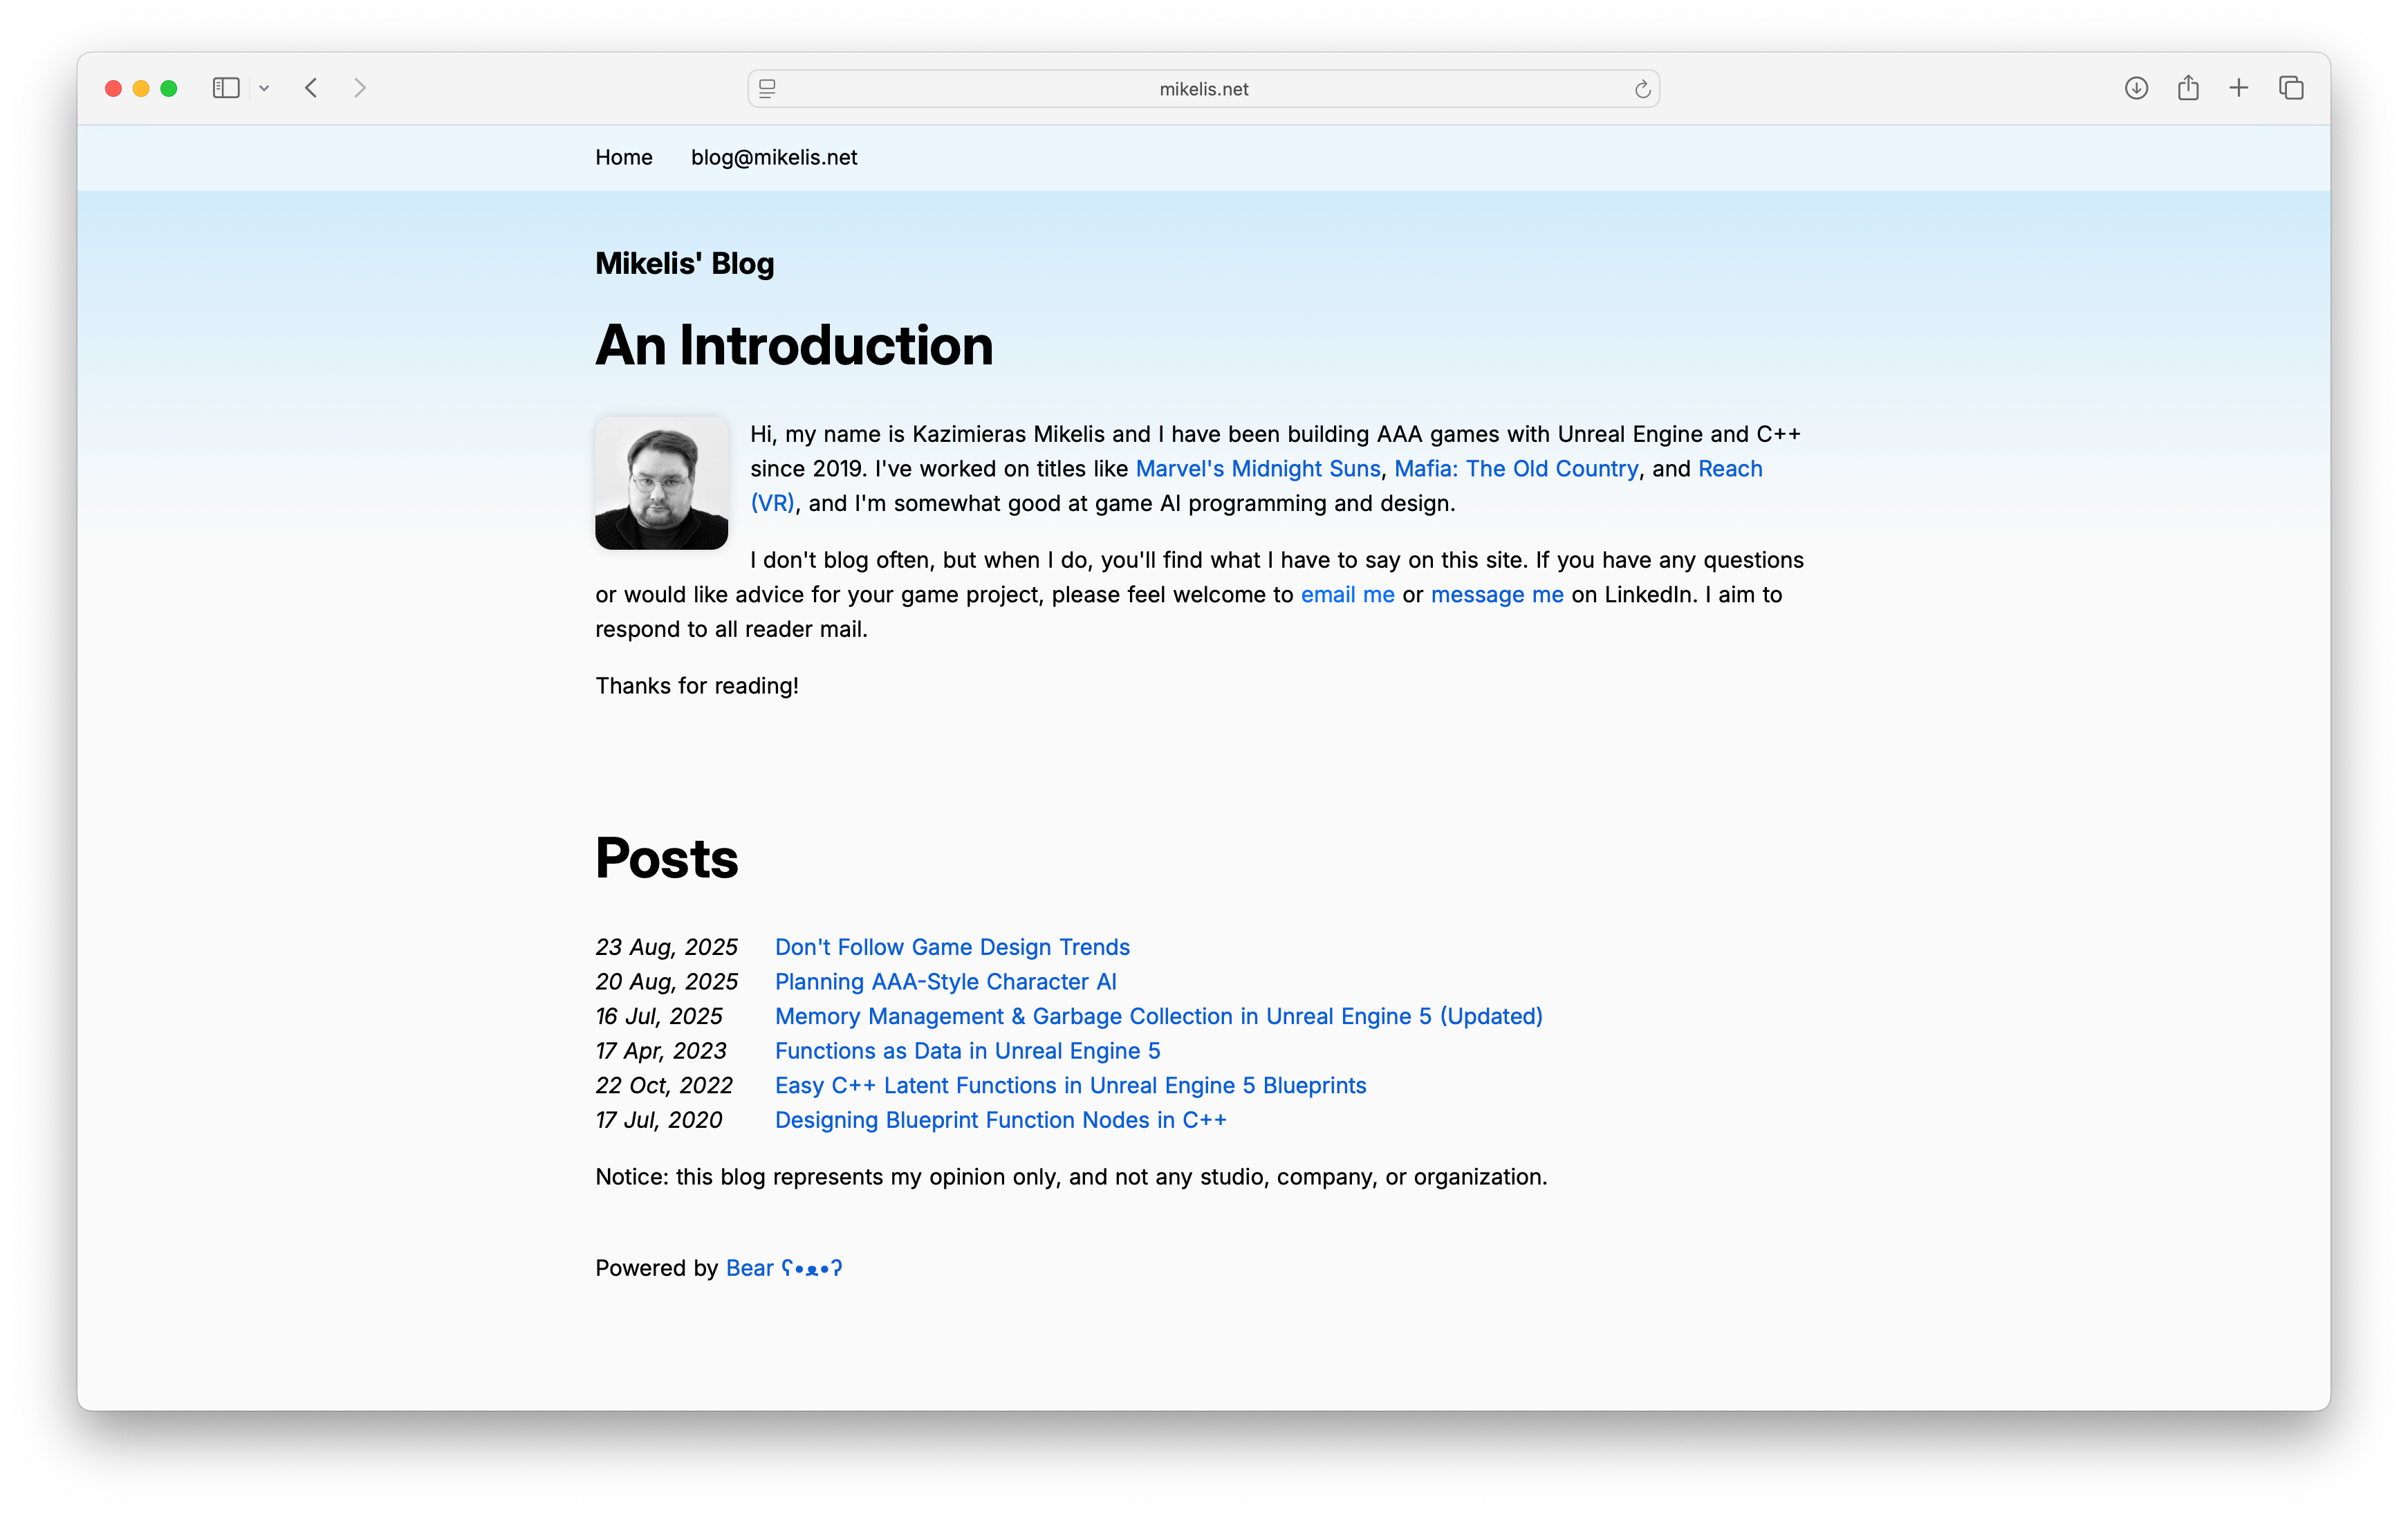 mikelis.net
Home blog@mikelis.net
Mikelis' Blog
An Introduction
Hi, my name is Kazimieras Mikelis and I have been building AAA games with Unreal Engine and C++
since 2019. I've worked on titles like Marvel's Midnight Suns, Mafia: The Old Country, and Reach
(VR), and I'm somewhat good at game AI programming and design.
I don't blog often, but when I do, you'll find what I have to say on this site. If you have any questions
or would like advice for your game project, please feel welcome to email me or message me on LinkedIn. I aim to
respond to all reader mail.
Thanks for reading!
Posts
23 Aug, 2025 Don't Follow Game Design Trends
20 Aug, 2025 Planning AAA-Style Character AI
16 Jul, 2025 Memory Management & Garbage Collection in Unreal Engine 5 (Updated)
17 Apr, 2023 Functions as Data in Unreal Engine 5
22 Oct, 2022 Easy C++ Latent Functions in Unreal Engine 5 Blueprints
17 Jul, 2020 Designing Blueprint Function Nodes in C++
Notice: this blog represents my opinion only, and not any studio, company, or organization.
Powered by Bear ʕ•ᴥ•ʔ